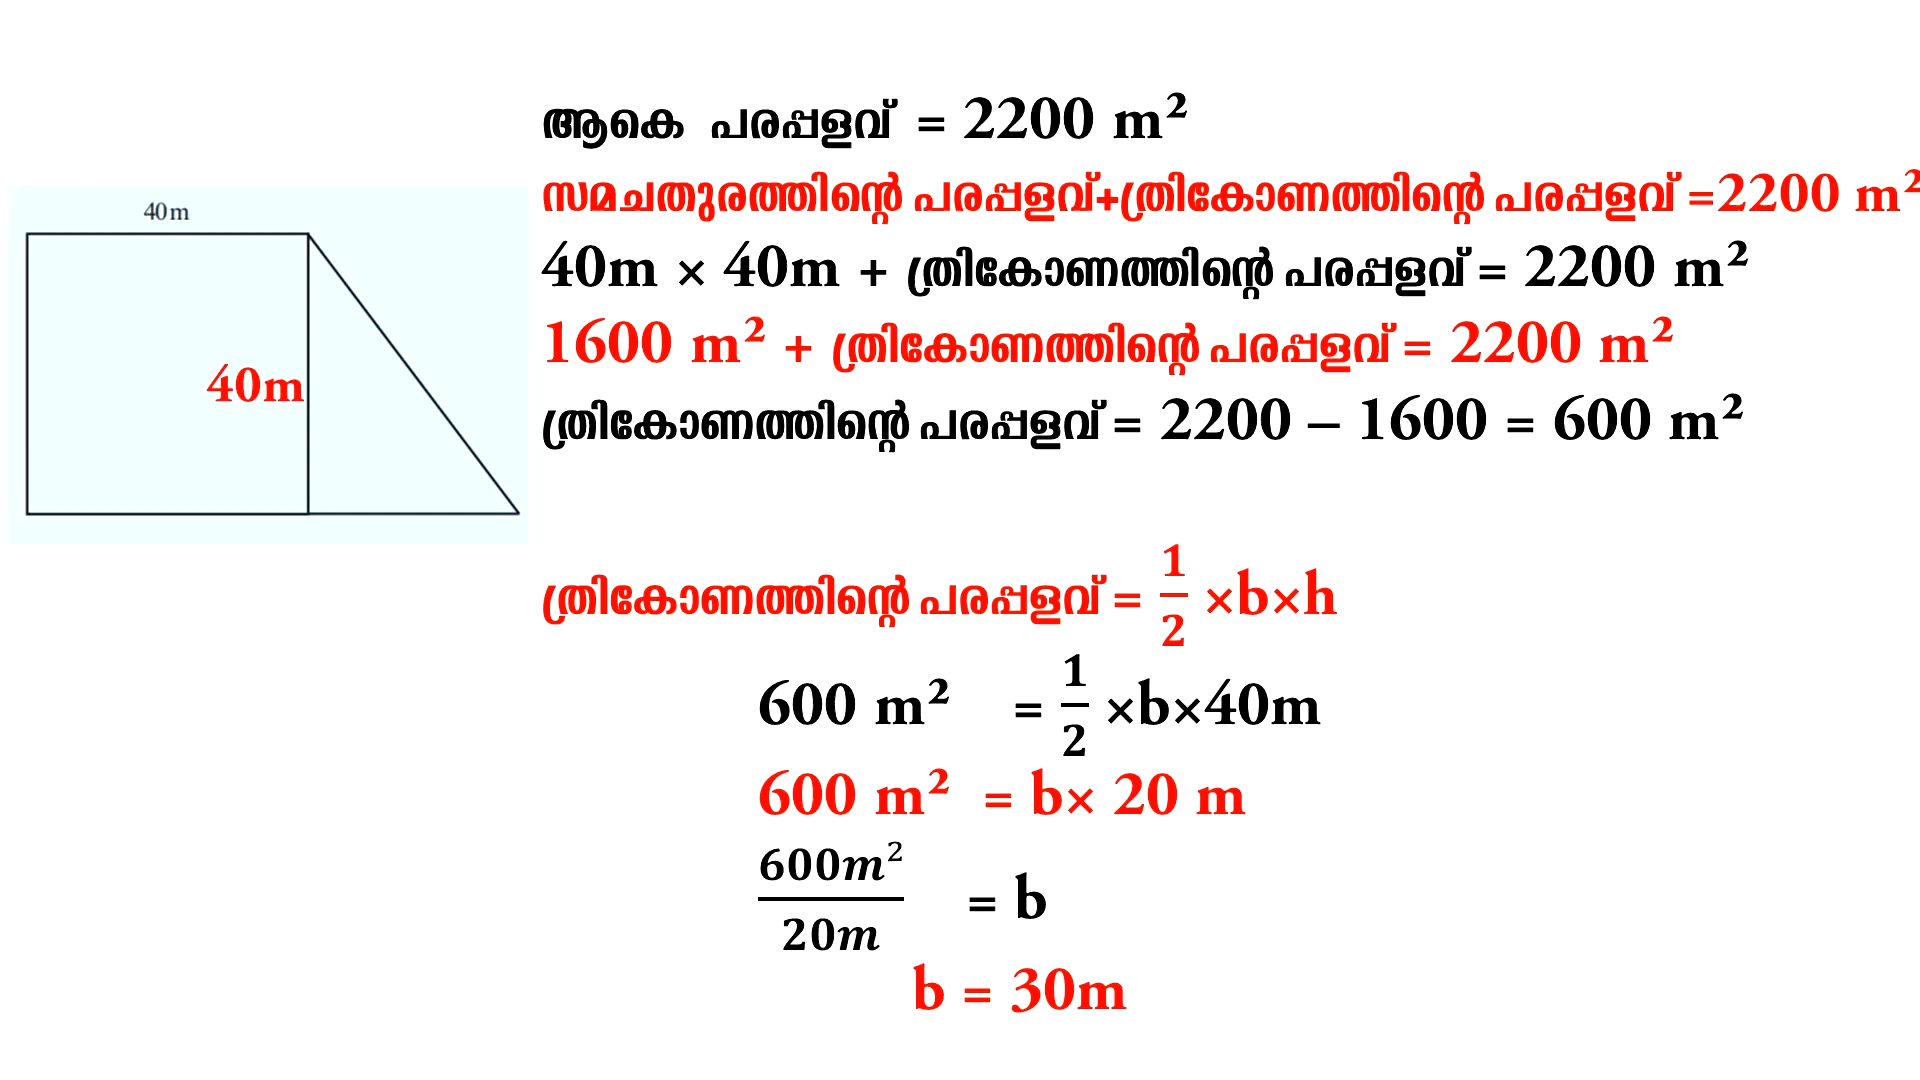 40m
40m
ആകെ പരപ്പളവ് = 2200 m²
സമചതുരത്തിന്റെ പരപ്പളവ്+ത്രികോണത്തിന്റെ പരപ്പളവ് =2200 m²
40m × 40m + ത്രികോണത്തിന്റെ പരപ്പളവ് = 2200 m²
1600 m² + ത്രികോണത്തിന്റെ പരപ്പളവ് = 2200 m²
ത്രികോണത്തിന്റെ പരപ്പളവ് = 2200 – 1600 = 600 m²
ത്രികോണത്തിന്റെ പരപ്പളവ് = 1/2 ×b×h
600 m² = 1/2 ×b×40m
600 m² = b× 20 m
600m²/20m = b
b = 30m